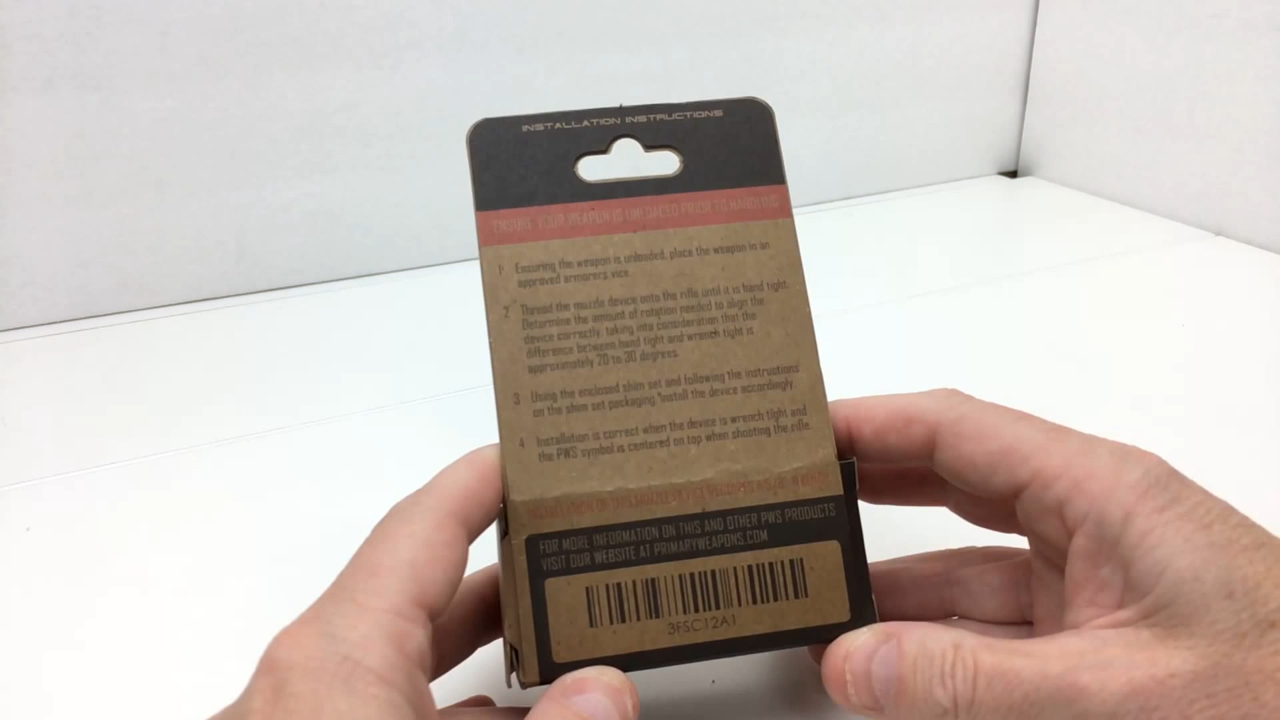 INSTALLATION INSTRUCTIONS
ENSURE YOUR WEAPON IS UNLOADED PRIOR TO HANDLING
1 Ensuring the weapon is unloaded, place the weapon in an
approved armorers vice.
2 Thread the muzzle device onto the rifle until it is hand tight.
Determine the amount of rotation needed to align the
device correctly, taking into consideration that the
difference between hand tight and wrench tight is
approximately 20 to 30 degrees.
3 Using the enclosed shim set and following the instructions
on the shim set packaging install the device accordingly.
4 Installation is correct when the device is wrench tight and
the PWS symbol is centered on top when shooting the rifle.
INSTALLATION OF THIS MUZZLE DEVICE REQUIRES A
FOR MORE INFORMATION ON THIS AND OTHER PWS PRODUCTS
VISIT OUR WEBSITE AT PRIMARYWEAPONS.COM
3FSC12A1